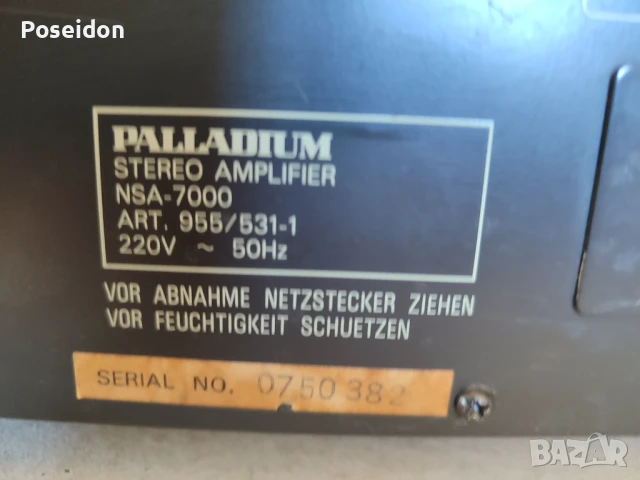 Poseidon
PALLADIUM
STEREO AMPLIFIER
NSA-7000
ART. 955/531-1
220V ~ 50Hz
VOR ABNAHME NETZSTECKER ZIEHEN
VOR FEUCHTIGKEIT SCHUETZEN
SERIAL NO. 0750382
BAZAR